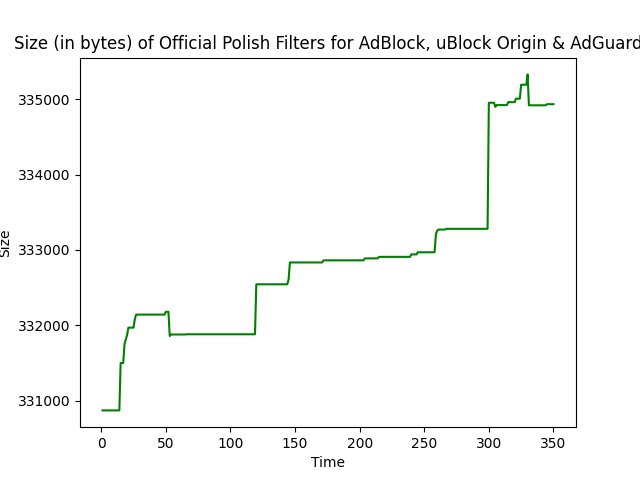 Size (in bytes) of Official Polish Filters for AdBlock, uBlock Origin & AdGuard
335000
334000
333000
332000
331000
Size
0 50 100 150 200 250 300 350
Time